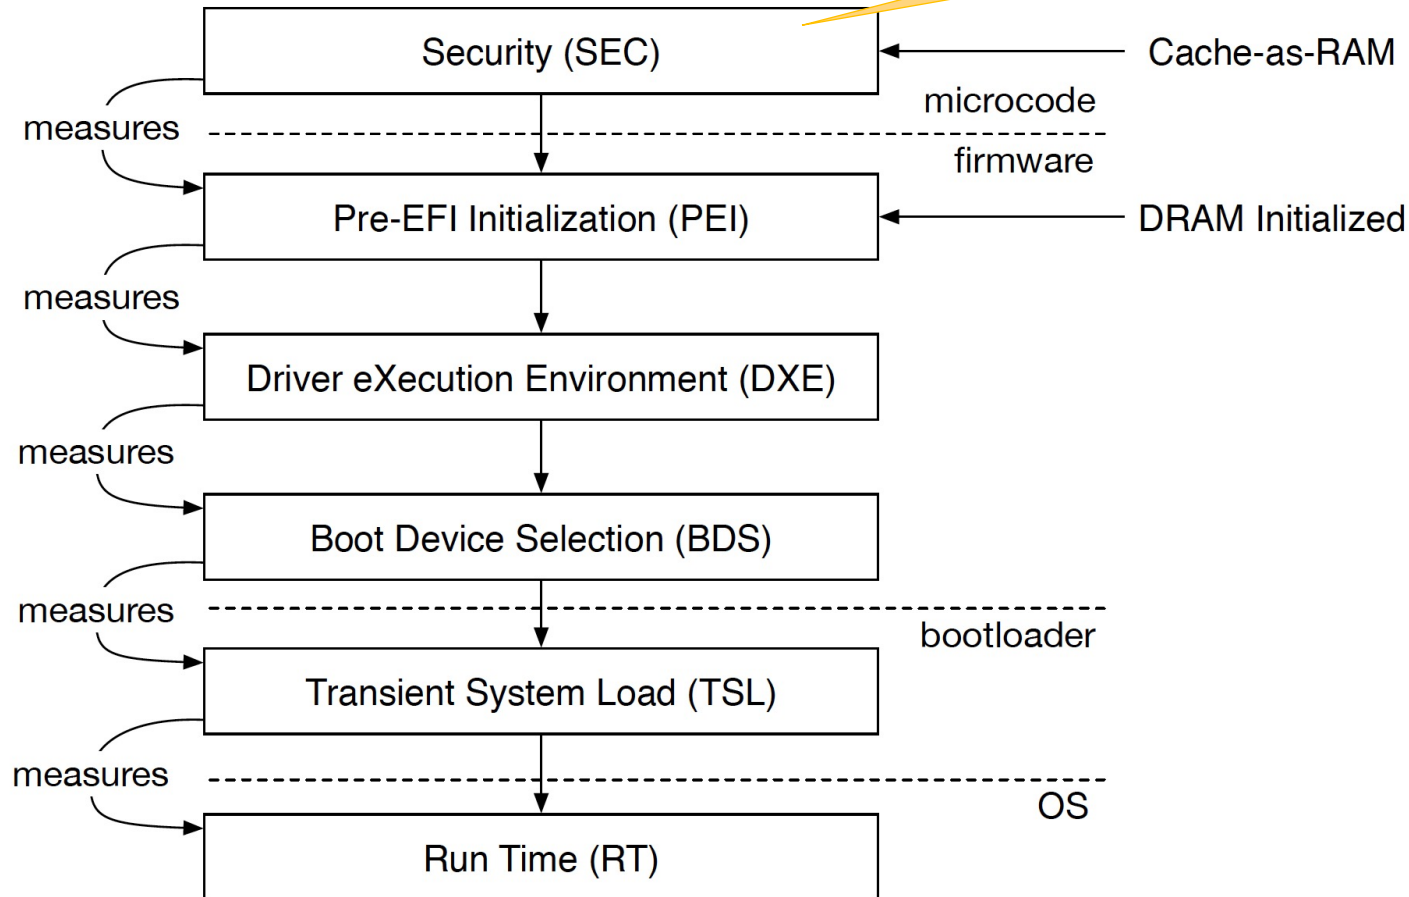 Security (SEC)
Cache-as-RAM
microcode
measures
firmware
Pre-EFI Initialization (PEI)
DRAM Initialized
measures
Driver eXecution Environment (DXE)
measures
Boot Device Selection (BDS)
measures
bootloader
Transient System Load (TSL)
measures
OS
Run Time (RT)